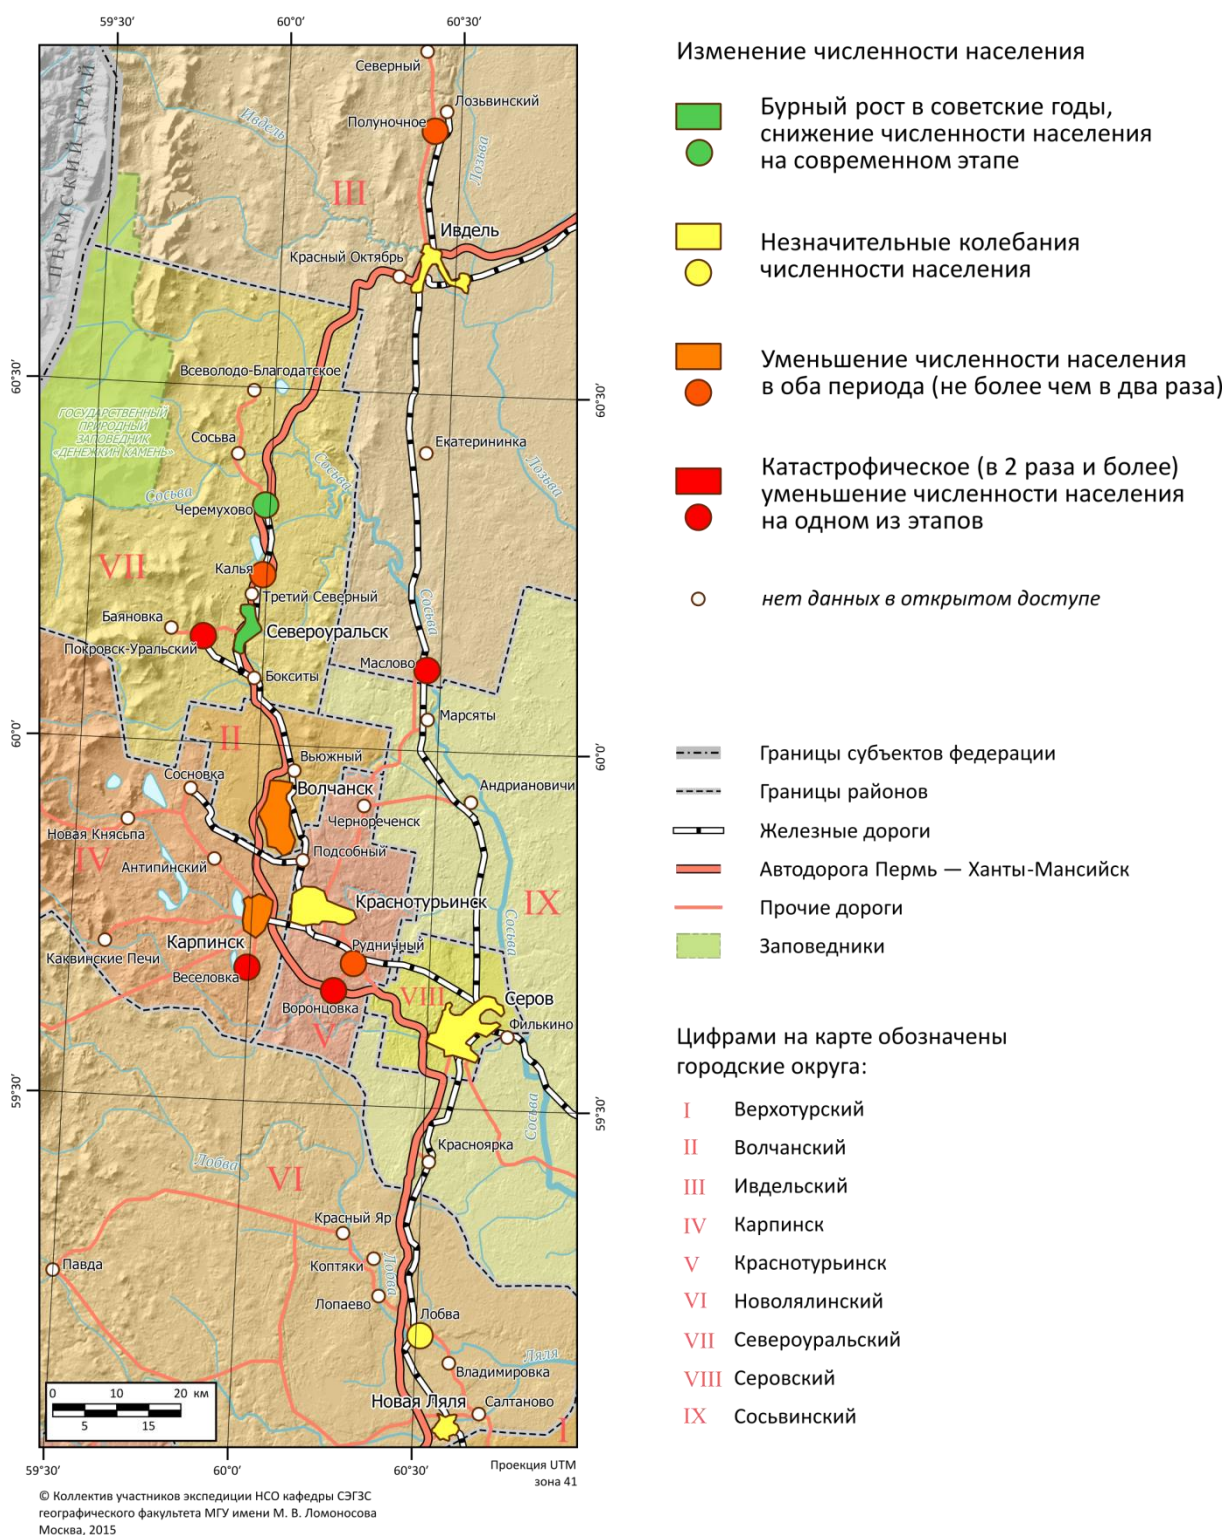 59°30'
60°0'
60°30'
Северный
Лозьвинский
Полуночное
Ивдель
Лозьва
ПЕРМСКИЙ КРАЙ
III
Ивдель
Красный Октябрь
60°30'
60°30'
Всеволодо-Благодатское
ГОСУДАРСТВЕННЫЙ
ПРИРОДНЫЙ
ЗАПОВЕДНИК
«ДЕНЕЖКИН КАМЕНЬ»
Сосьва
Екатерининка
Сосьва
Лозьва
Сосьва
Черемухово
VII
Калья
Третий Северный
Сосьва
Баяновка
Североуральск
Покровск-Уральский
Маслово
Бокситы
Марсяты
60°0'
60°0'
II
Вьюжный
Сосновка
Волчанск
Андриановичи
Новая Княсьпа
Чернореченск
IV
Антипинский
Подсобный
Краснотурьинск
IX
Сосьва
Карпинск
Рудничный
Каквинские Печи
Веселовка
VIII
Серов
Воронцовка
Филькино
V
59°30'
59°30'
Сосьва
Красноярка
Лобва
VI
Красный Яр
Павда
Коптяки
Лобва
Лопаево
Лобва
Ляля
Владимировка
Новая Ляля
Салтаново
I
0 10 20 км
5 15
59°30'
60°0'
60°30'
Проекция UTM
зона 41
© Коллектив участников экспедиции НСО кафедры СЭГЗС
географического факультета МГУ имени М. В. Ломоносова
Москва, 2015
Изменение численности населения
Бурный рост в советские годы,
снижение численности населения
на современном этапе
Незначительные колебания
численности населения
Уменьшение численности населения
в оба периода (не более чем в два раза)
Катастрофическое (в 2 раза и более)
уменьшение численности населения
на одном из этапов
нет данных в открытом доступе
Границы субъектов федерации
Границы районов
Железные дороги
Автодорога Пермь — Ханты-Мансийск
Прочие дороги
Заповедники
Цифрами на карте обозначены
городские округа:
I Верхотурский
II Волчанский
III Ивдельский
IV Карпинск
V Краснотурьинск
VI Новолялинский
VII Североуральский
VIII Серовский
IX Сосьвинский